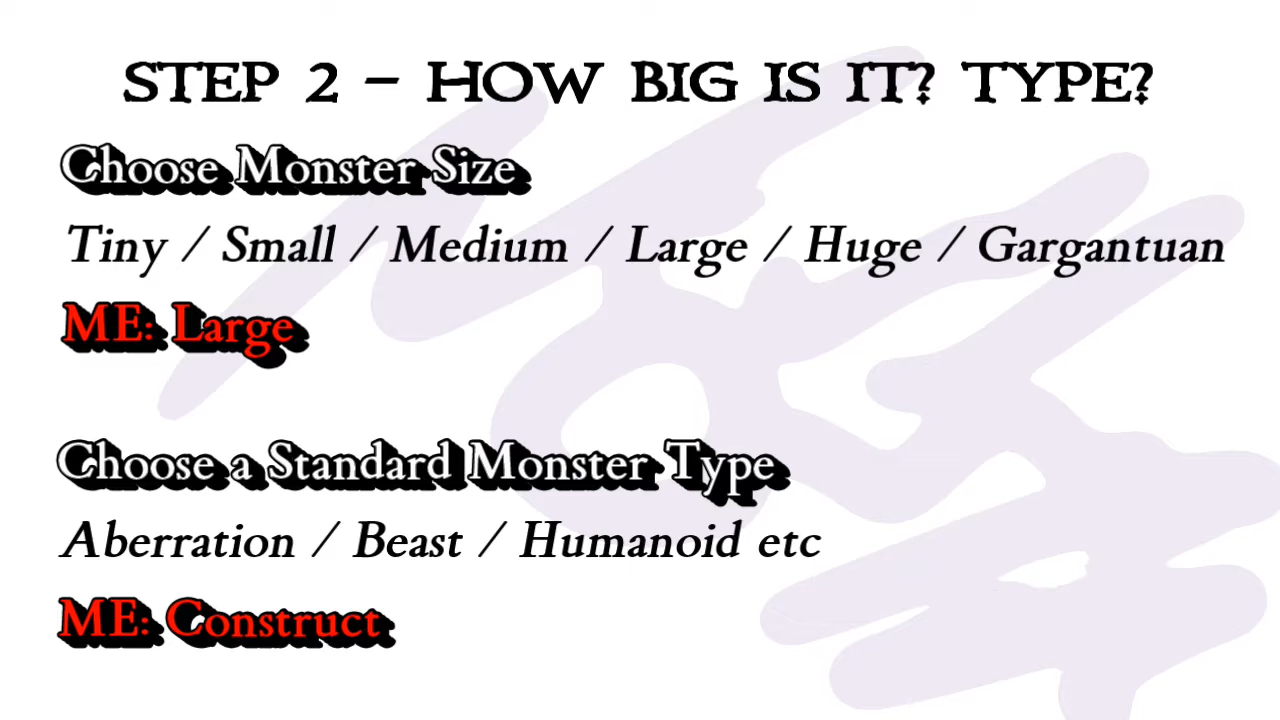 STEP 2 - HOW BIG IS IT? TYPE?
Choose Monster Size
Tiny / Small / Medium / Large / Huge / Gargantuan
ME: Large
Choose a Standard Monster Type
Aberration / Beast / Humanoid etc
ME: Construct